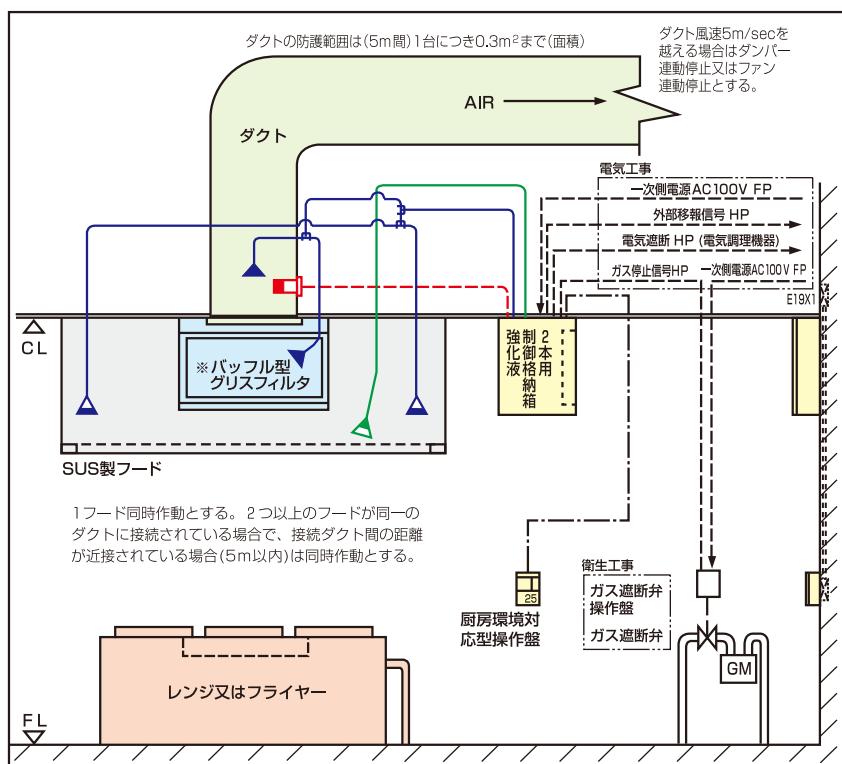 ダクトの防護範囲は(5m間)1台につき0.3m²まで(面積)
ダクト風速5m/secを
越える場合はダンパー
連動停止又はファン
連動停止とする。
AIR
ダクト
電気工事
一次側電源AC100V FP
外部移報信号 HP
電気遮断 HP (電気調理機器)
ガス停止信号HP
一次側電源AC100V FP
E19X1
CL
※バッフル型
グリスフィルタ
2本用
制御格納箱
強化液
SUS製フード
1フード同時作動とする。2つ以上のフードが同一の
ダクトに接続されている場合で、接続ダクト間の距離
が近接されている場合(5m以内)は同時作動とする。
25
厨房環境対
応型操作盤
衛生工事
ガス遮断弁
操作盤
ガス遮断弁
GM
レンジ又はフライヤー
FL